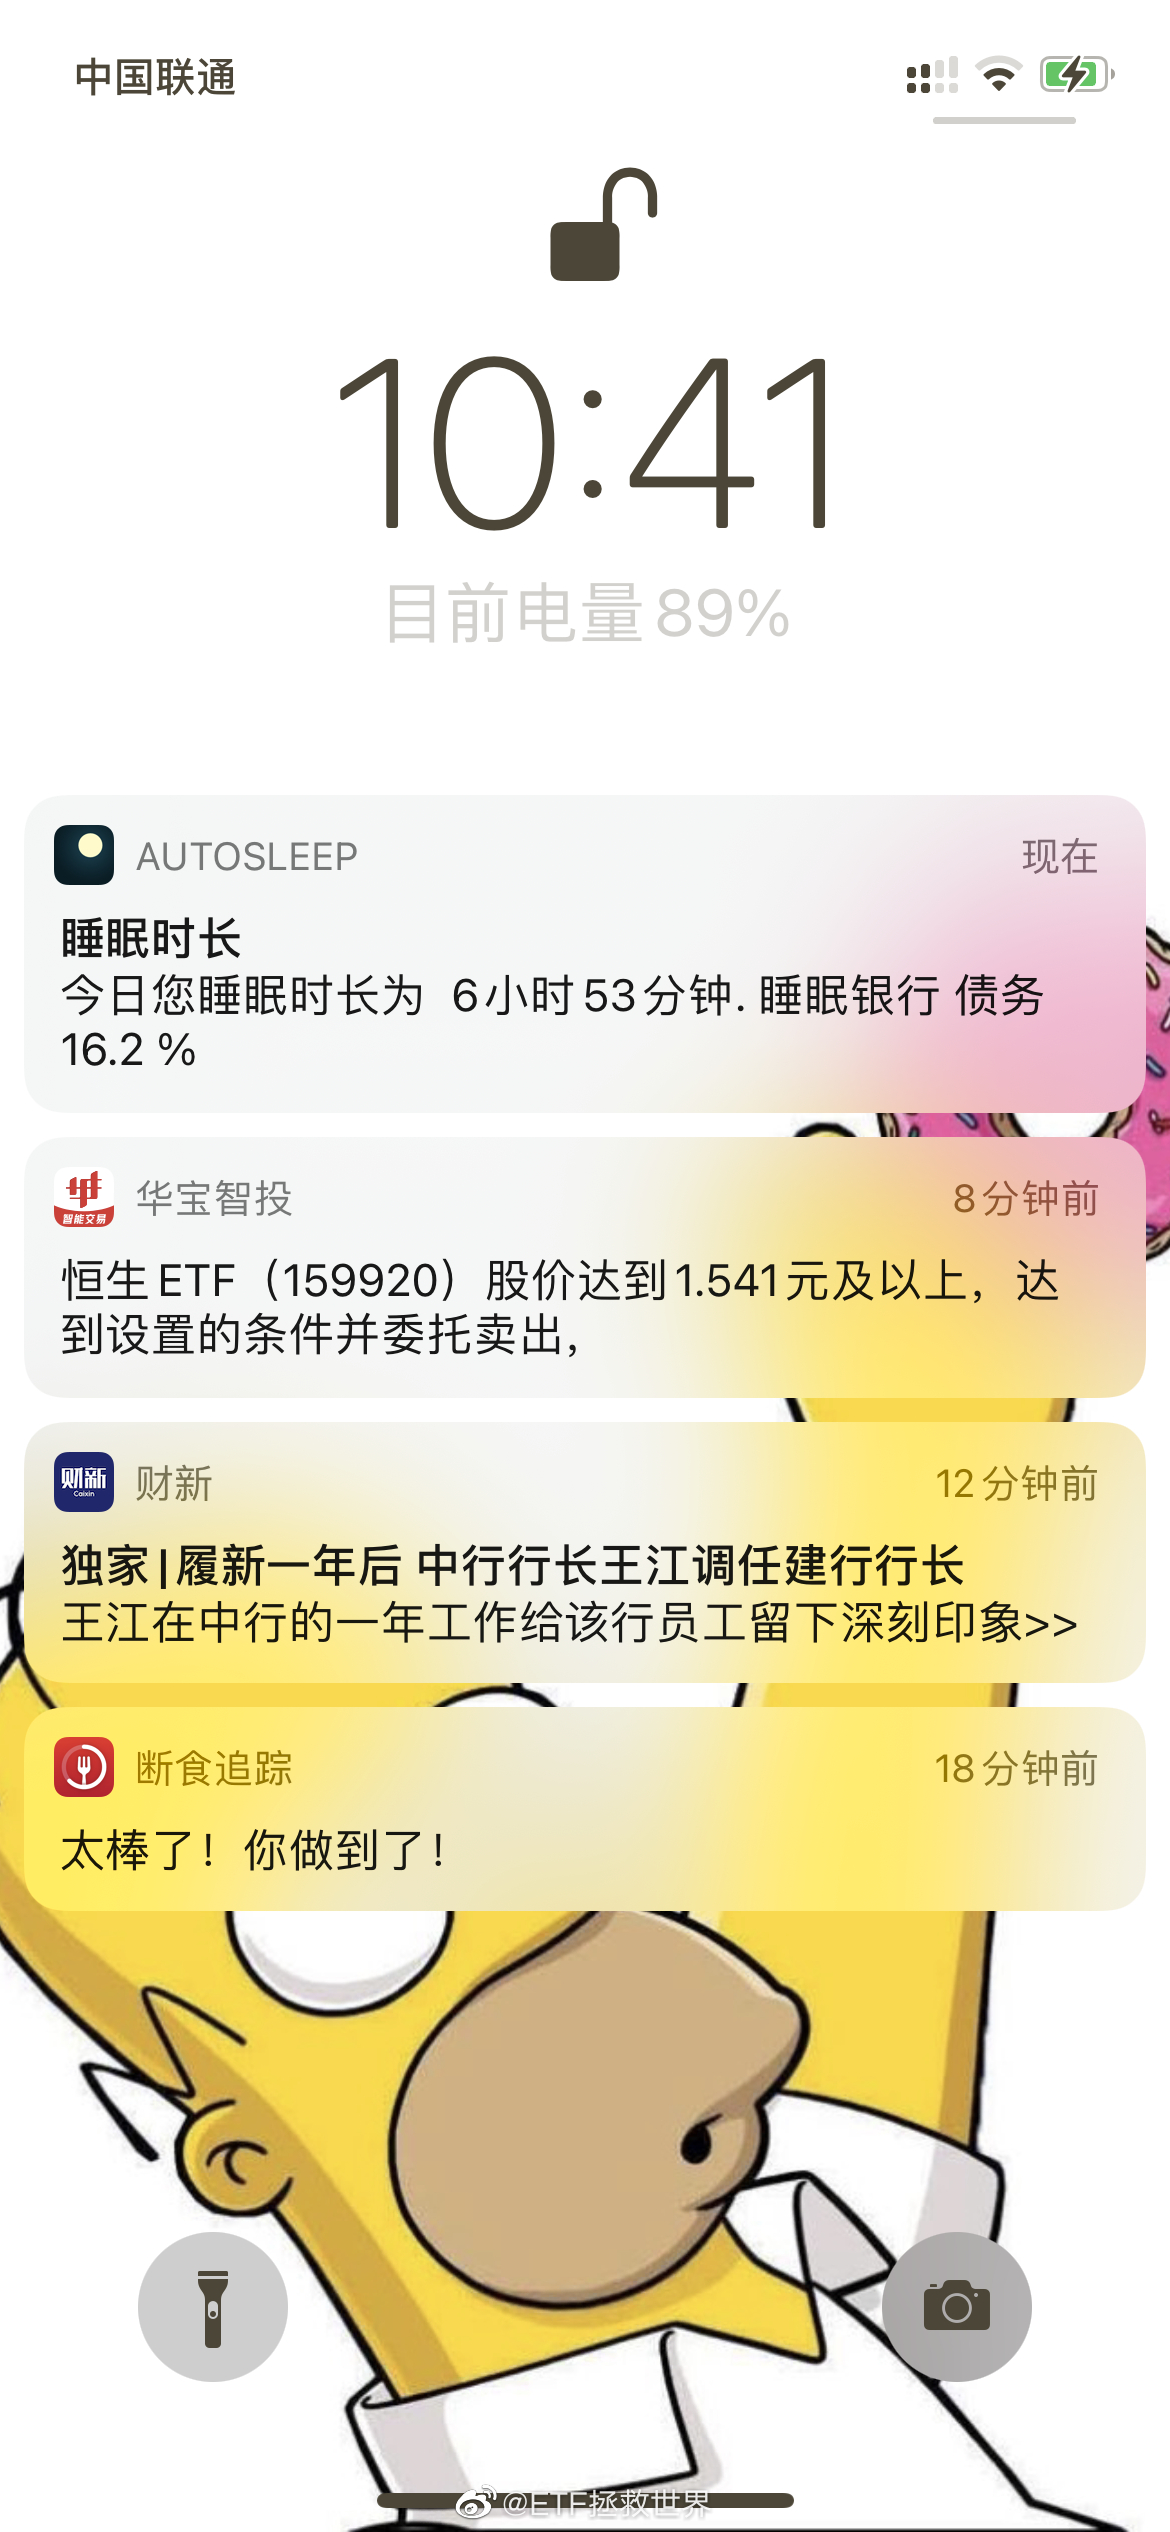 中国联通
10:41
目前电量89%
AUTOSLEEP
现在
睡眠时长
今日您睡眠时长为 6小时53分钟. 睡眠银行 债务
16.2 %
智能交易
华宝智投
8分钟前
恒生ETF（159920）股价达到1.541元及以上，达
到设置的条件并委托卖出，
财新
Caixin
财新
12分钟前
独家|履新一年后 中行行长王江调任建行行长
王江在中行的一年工作给该行员工留下深刻印象>>
断食追踪
18分钟前
太棒了！你做到了！
@ETF拯救世界